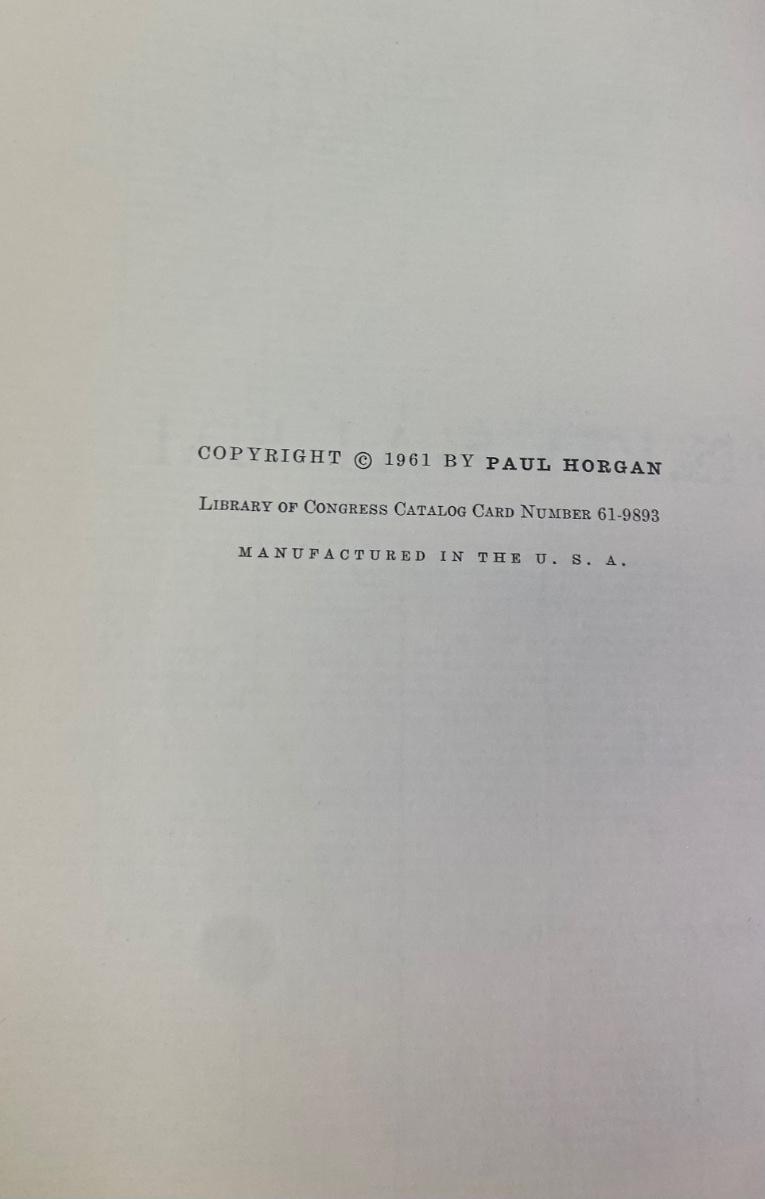 COPYRIGHT © 1961 BY PAUL HORGAN
LIBRARY OF CONGRESS CATALOG CARD NUMBER 61-9893
MANUFACTURED IN THE U. S. A.